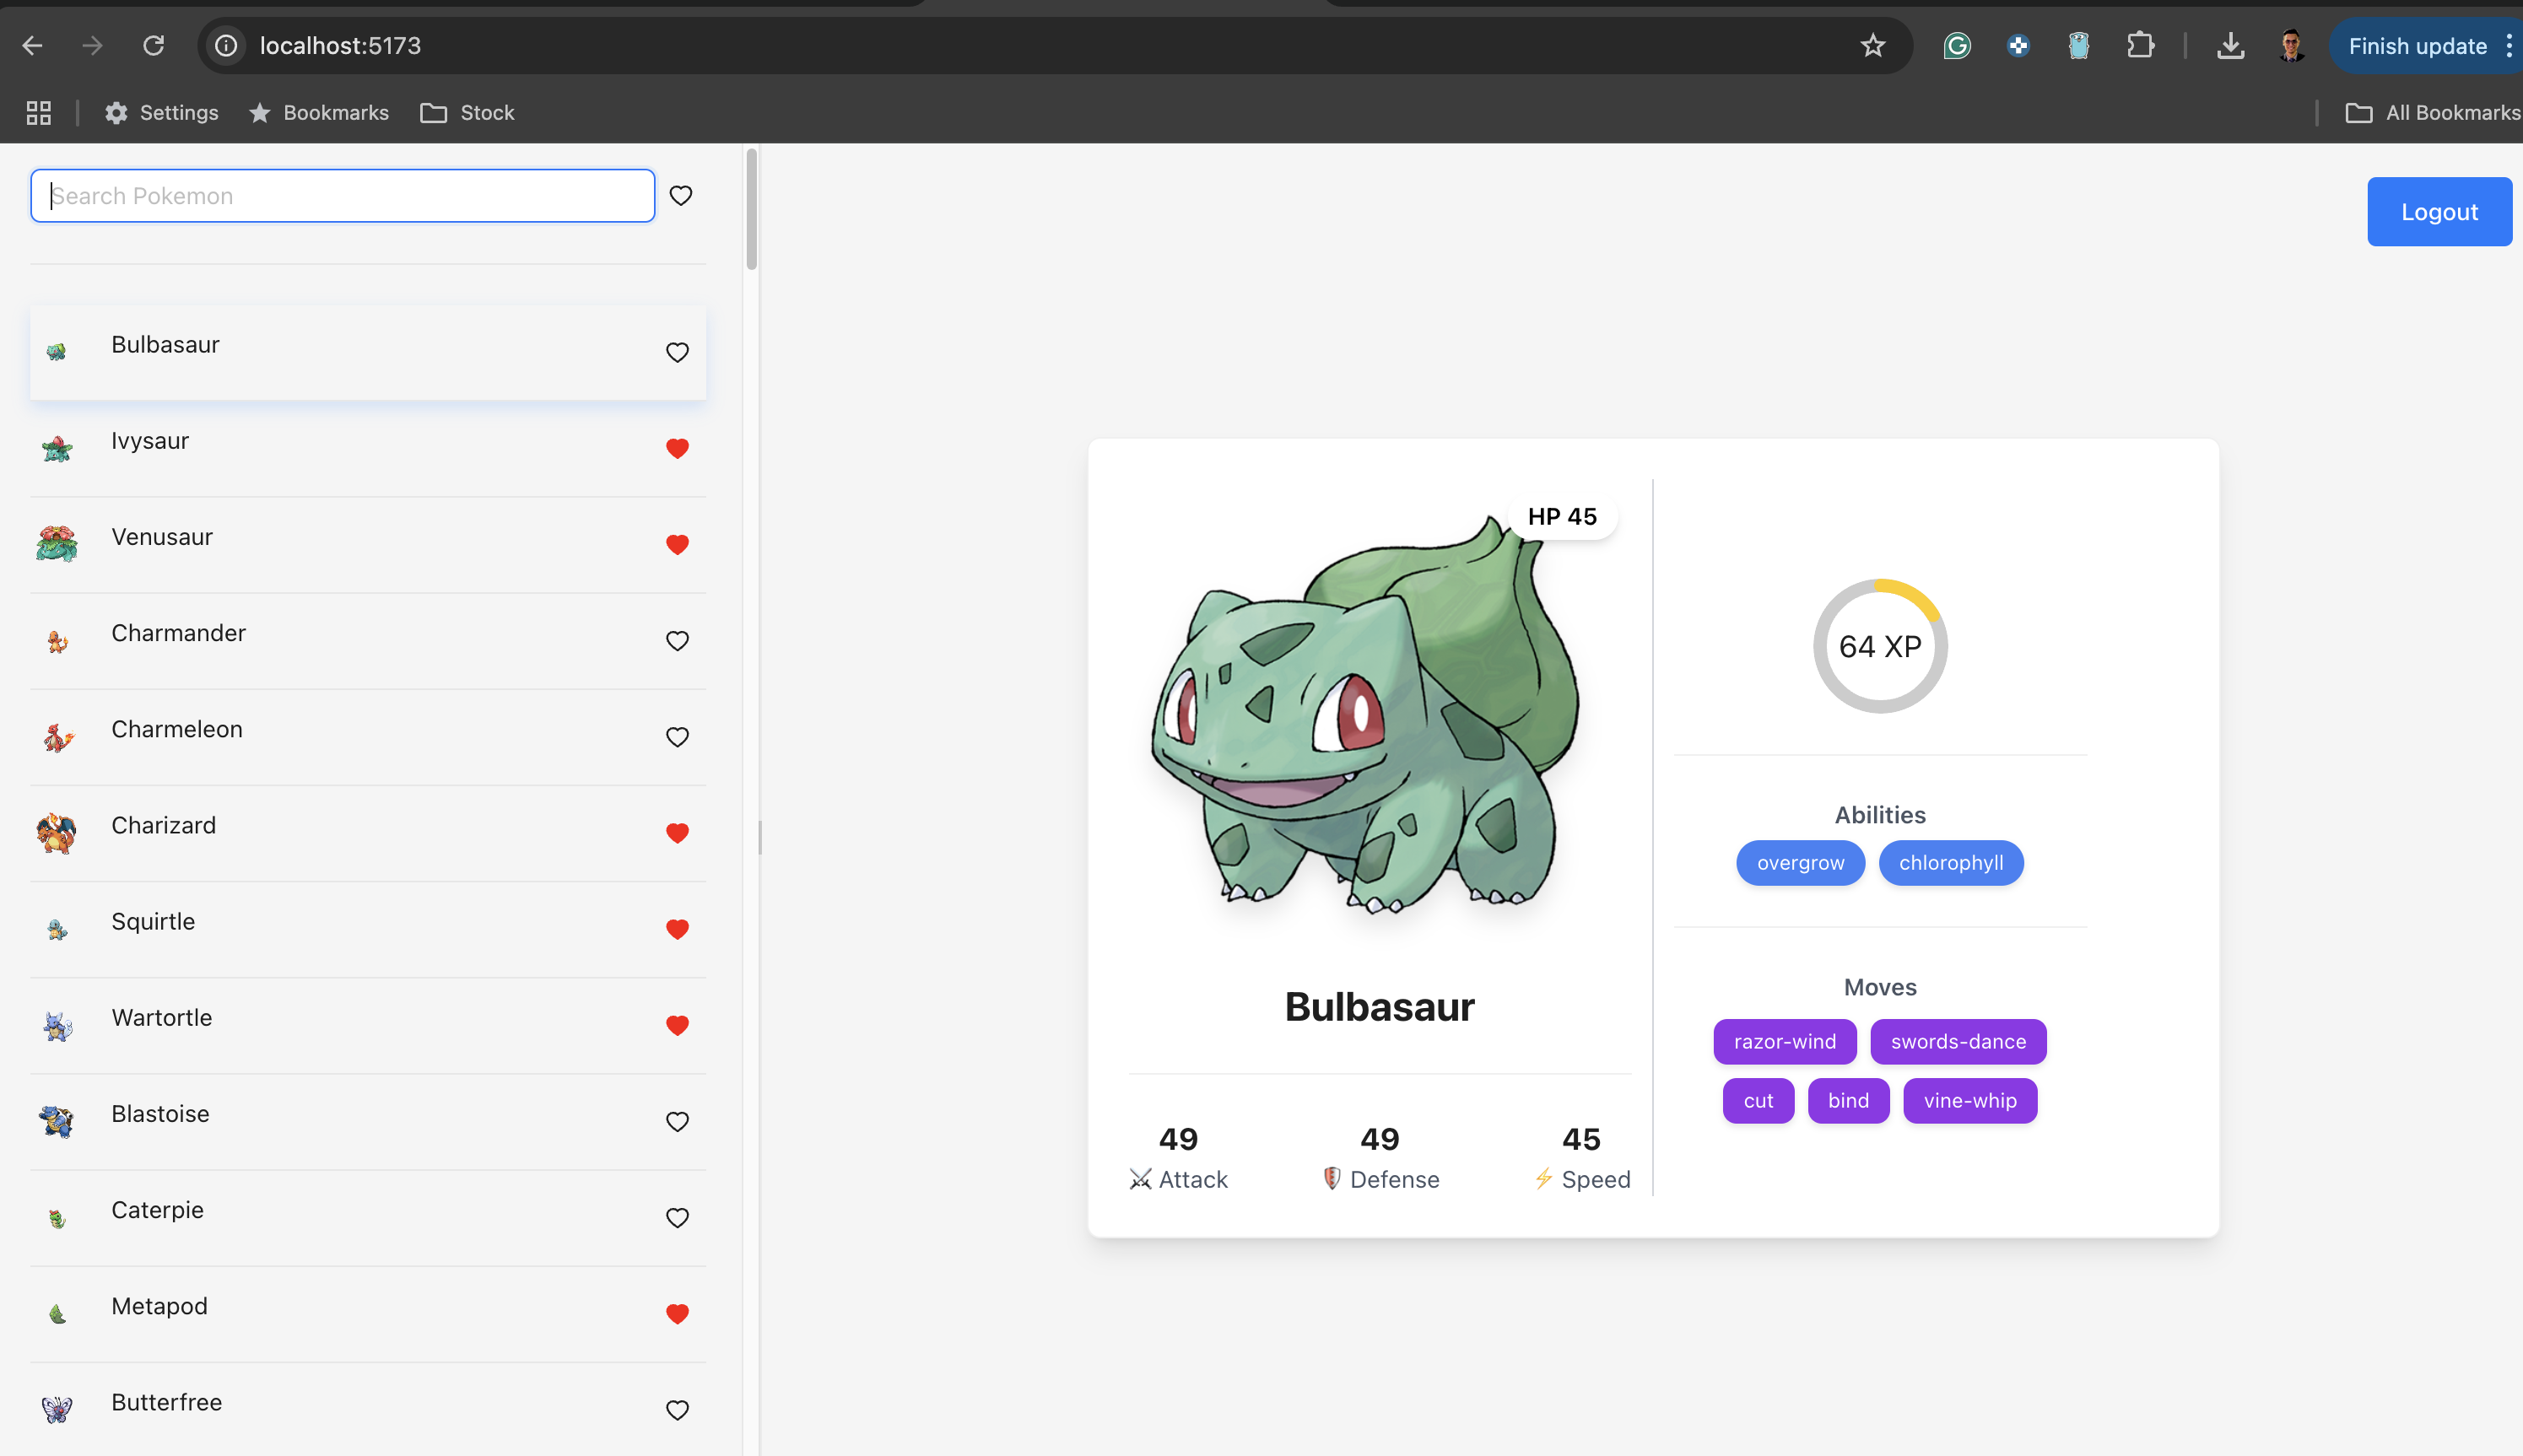 localhost:5173
Finish update
Settings
Bookmarks
Stock
All Bookmarks
Search Pokemon
Logout
Bulbasaur
Ivysaur
Venusaur
Charmander
Charmeleon
Charizard
Squirtle
Wartortle
Blastoise
Caterpie
Metapod
Butterfree
HP 45
Bulbasaur
49
Attack
49
Defense
45
Speed
64 XP
Abilities
overgrow chlorophyll
Moves
razor-wind swords-dance
cut bind vine-whip